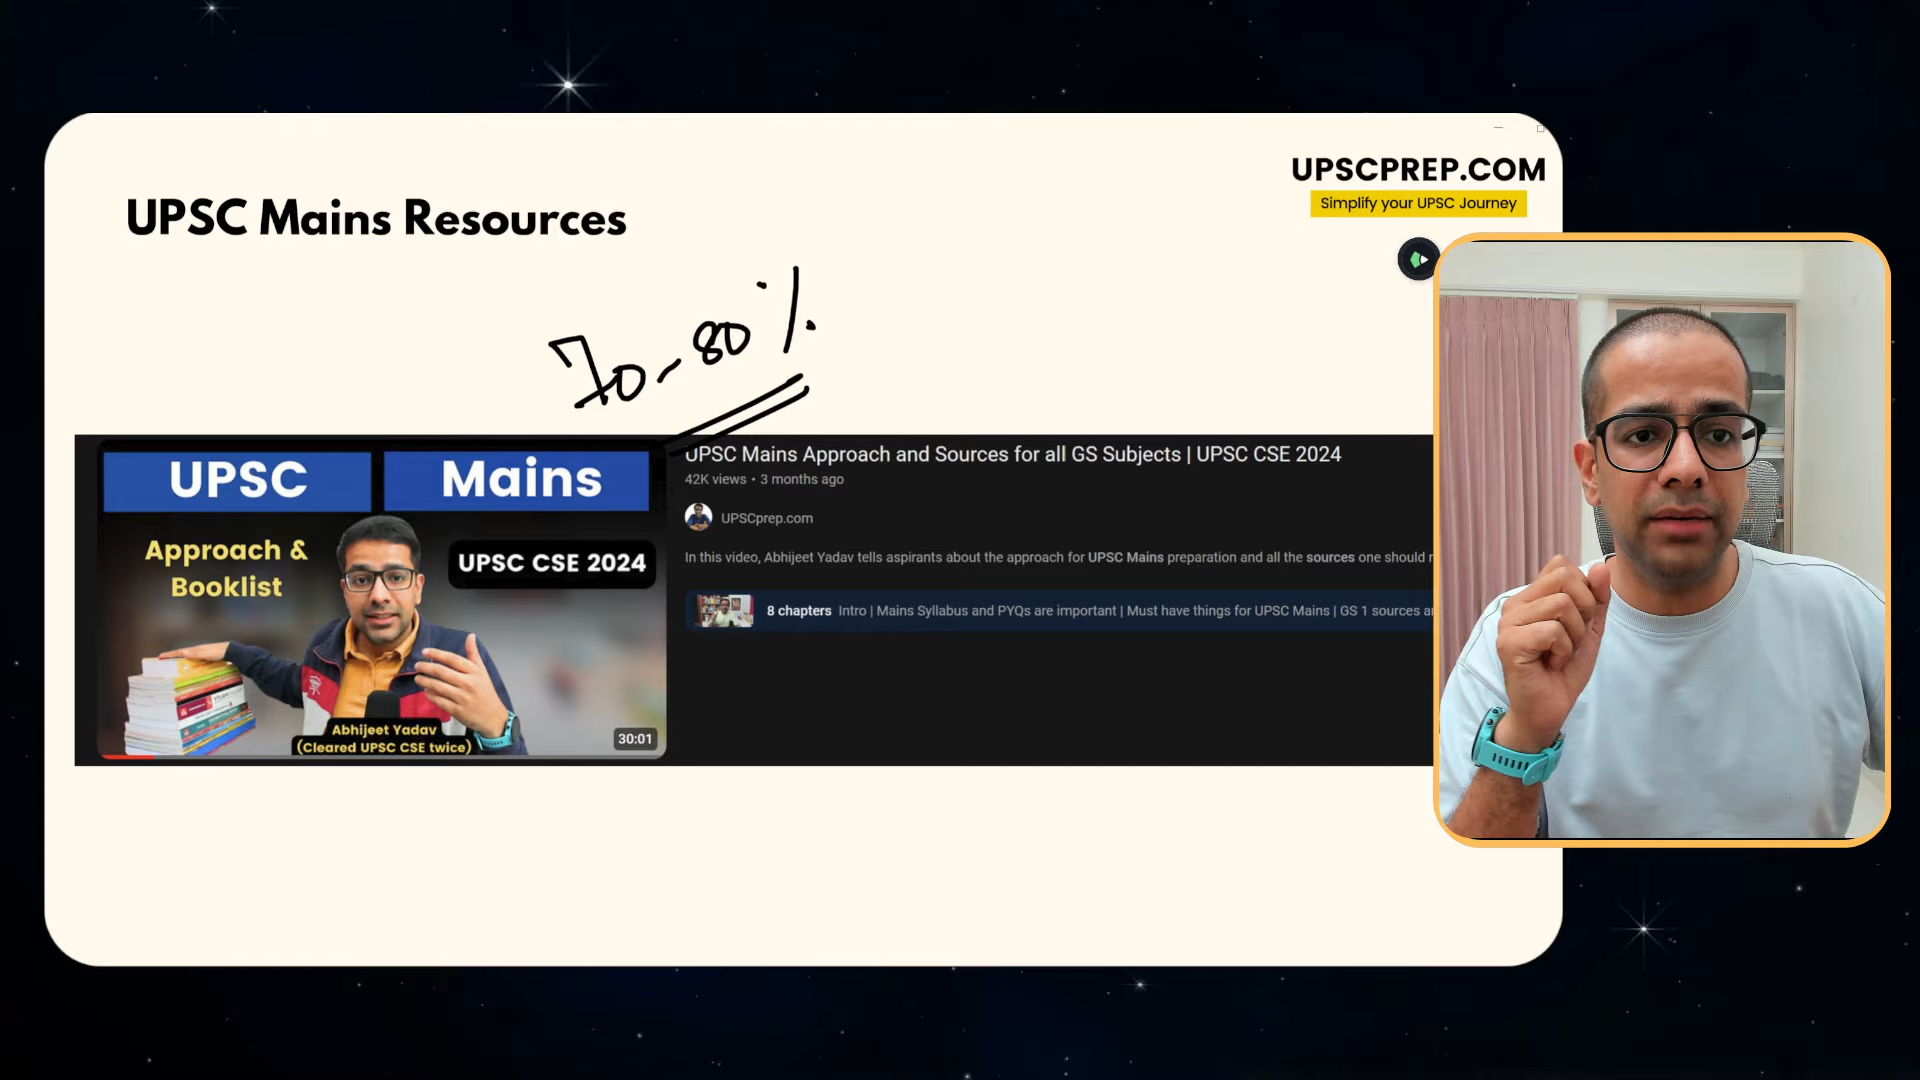 UPSCPREP.COM
Simplify your UPSC Journey
UPSC Mains Resources
70-80%
UPSC Mains
Approach &
Booklist
UPSC CSE 2024
Abhijeet Yadav
(Cleared UPSC CSE twice)
30:01
UPSC Mains Approach and Sources for all GS Subjects | UPSC CSE 2024
42K views • 3 months ago
UPSCprep.com
In this video, Abhijeet Yadav tells aspirants about the approach for UPSC Mains preparation and all the sources one should
8 chapters Intro | Mains Syllabus and PYQs are important | Must have things for UPSC Mains | GS 1 sources